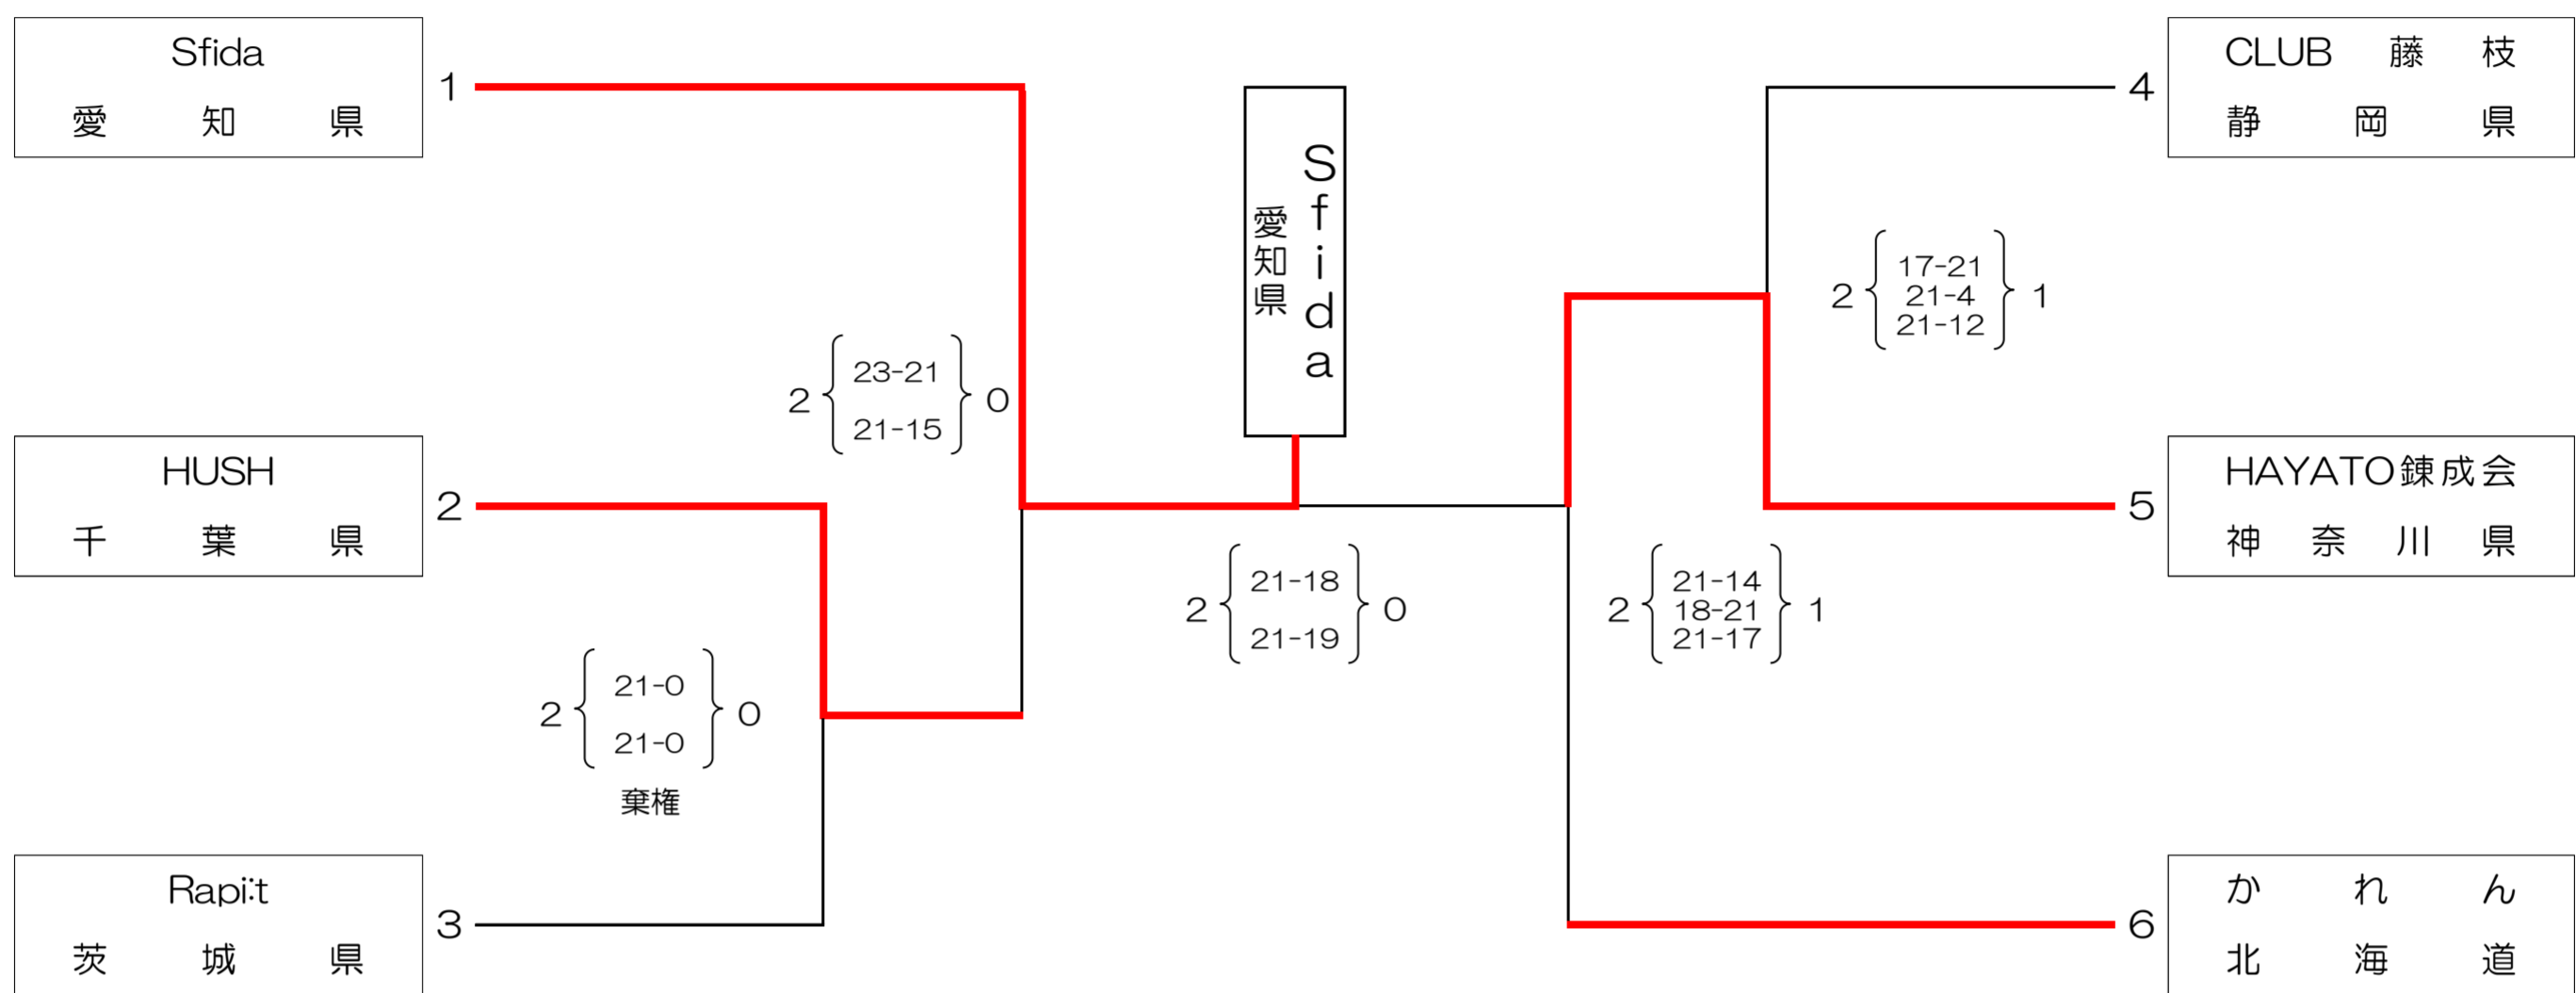 Sfida
愛知県
1
HUSH
千葉県
2
Rapi:t
茨城県
3
2 23-21 0
21-15
2 21-0 0
21-0
棄権
Sfida
愛知県
2 21-18 0
21-19
17-21
2 21-4 1
21-12
21-14
2 18-21 1
21-17
4
CLUB 藤枝
静岡県
5
HAYATO錬成会
神奈川県
6
かれん
北海道